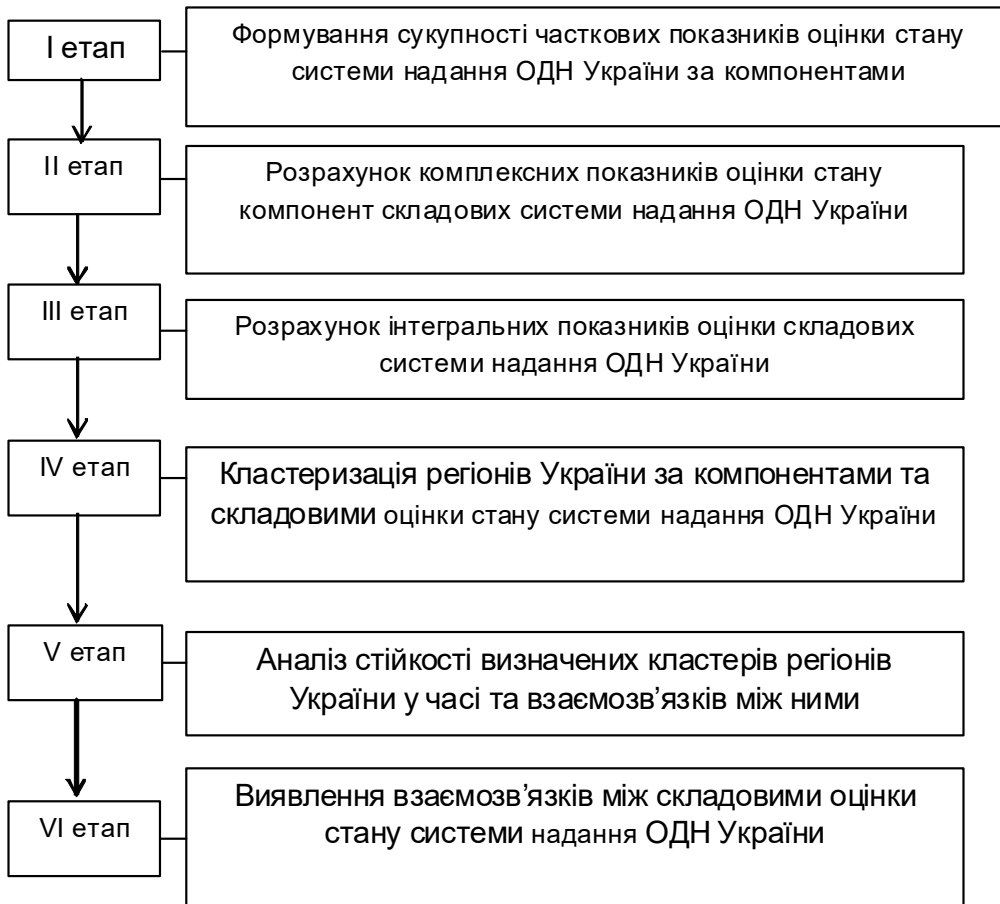 I етап
Формування сукупності часткових показників оцінки стану
системи надання ОДН України за компонентами
II етап
Розрахунок комплексних показників оцінки стану
компонент складових системи надання ОДН України
III етап
Розрахунок інтегральних показників оцінки складових
системи надання ОДН України
IV етап
Кластеризація регіонів України за компонентами та
складовими оцінки стану системи надання ОДН України
V етап
Аналіз стійкості визначених кластерів регіонів
України у часі та взаємозв’язків між ними
VI етап
Виявлення взаємозв’язків між складовими оцінки
стану системи надання ОДН України